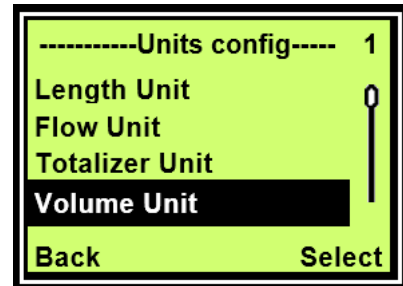 -----------Units config----- 1
Length Unit
Flow Unit
Totalizer Unit
Volume Unit
Back Select